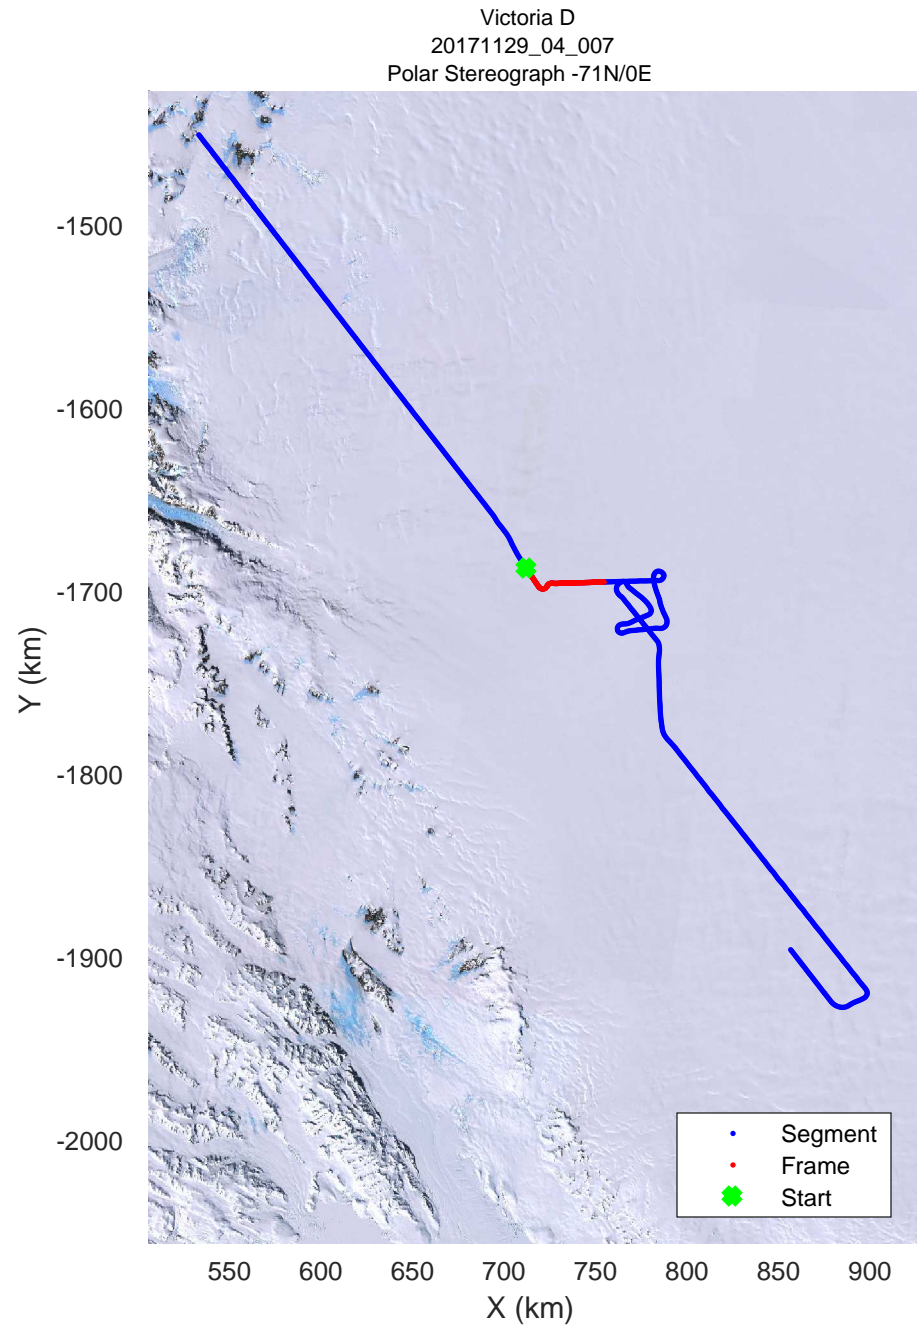 Victoria D
20171129_04_007
Polar Stereograph -71N/0E
-1500
-1600
-1700
-1800
-1900
-2000
Y (km)
550 600 650 700 750 800 850 900
X (km)
Segment
Frame
Start